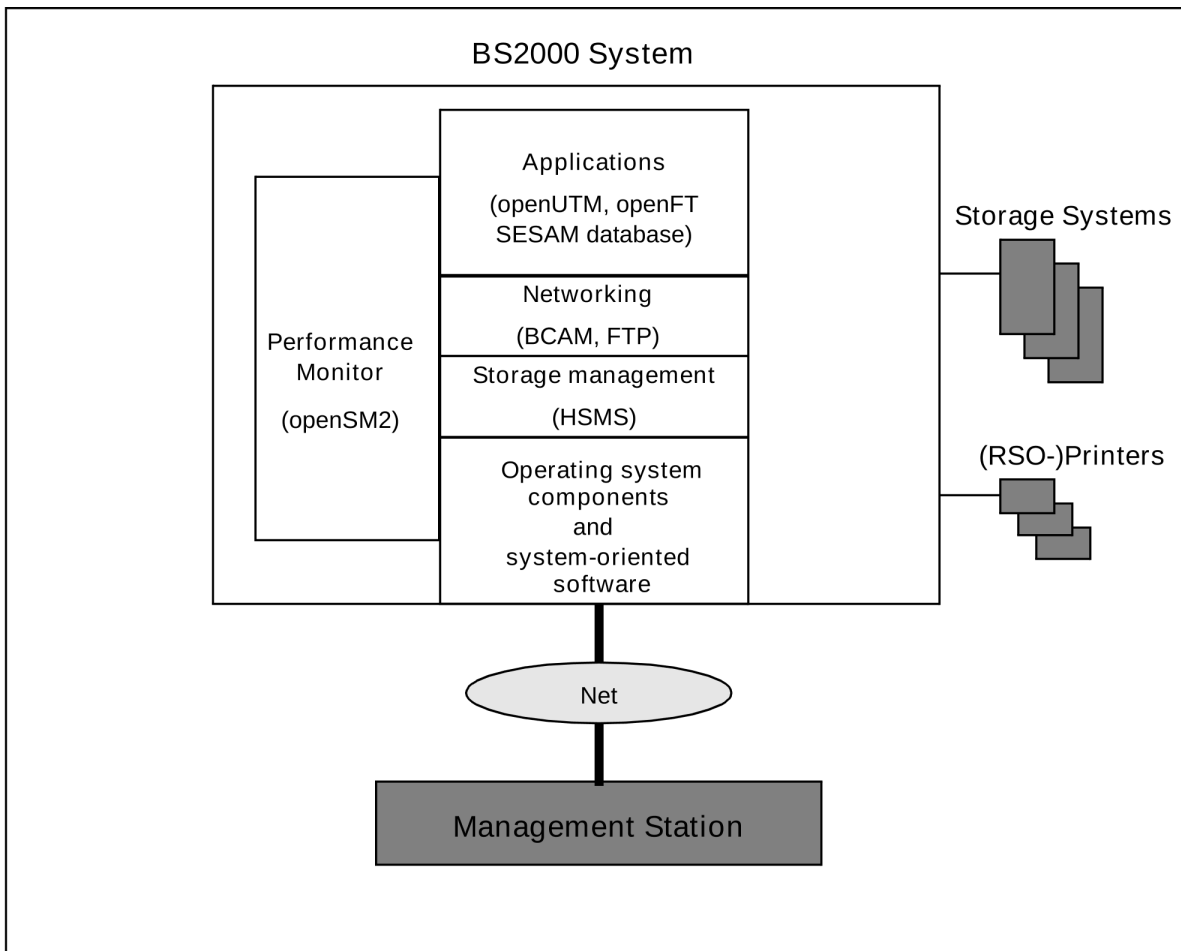 BS2000 System
Applications
(openUTM, openFT
SESAM database)
Networking
(BCAM, FTP)
Storage management
(HSMS)
Operating system
components
and
system-oriented
software
Performance
Monitor
(openSM2)
Storage Systems
(RSO-)Printers
Net
Management Station